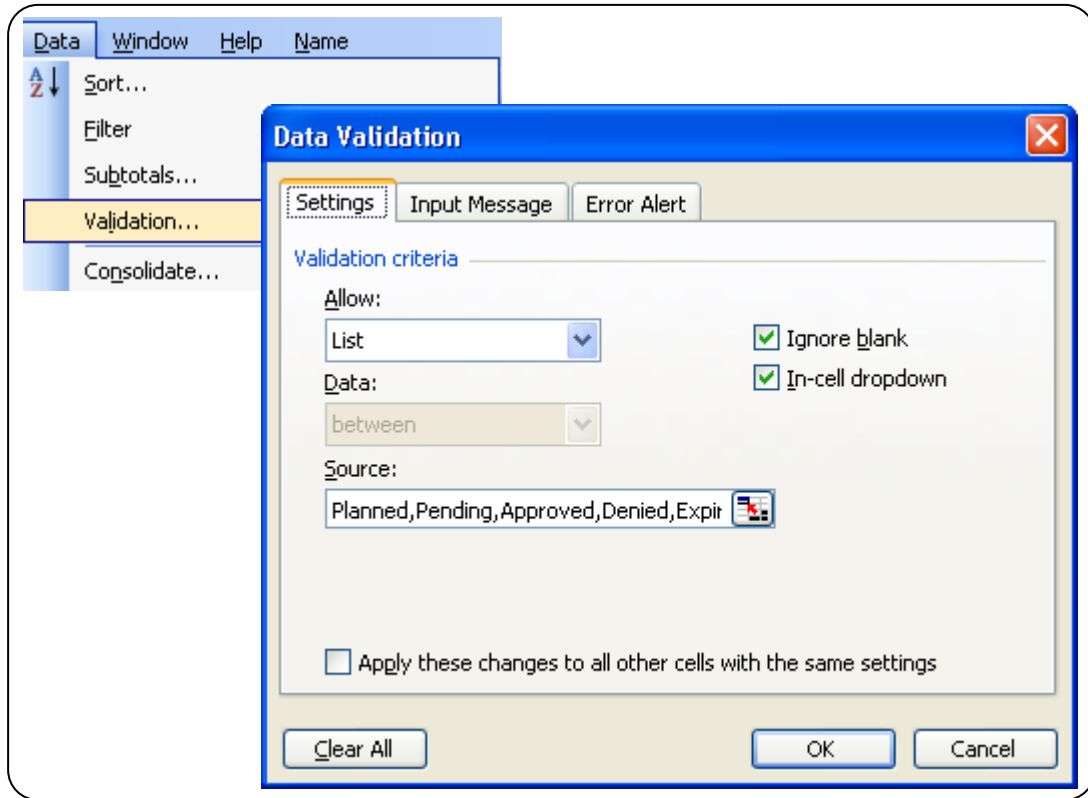 Data Window Help Name
Sort...
Filter
Subtotals...
Validation...
Consolidate...
Data Validation
Settings Input Message Error Alert
Validation criteria
Allow:
List
Ignore blank
Data:
In-cell dropdown
between
Source:
Planned,Pending,Approved,Denied,Expir
Apply these changes to all other cells with the same settings
Clear All OK Cancel